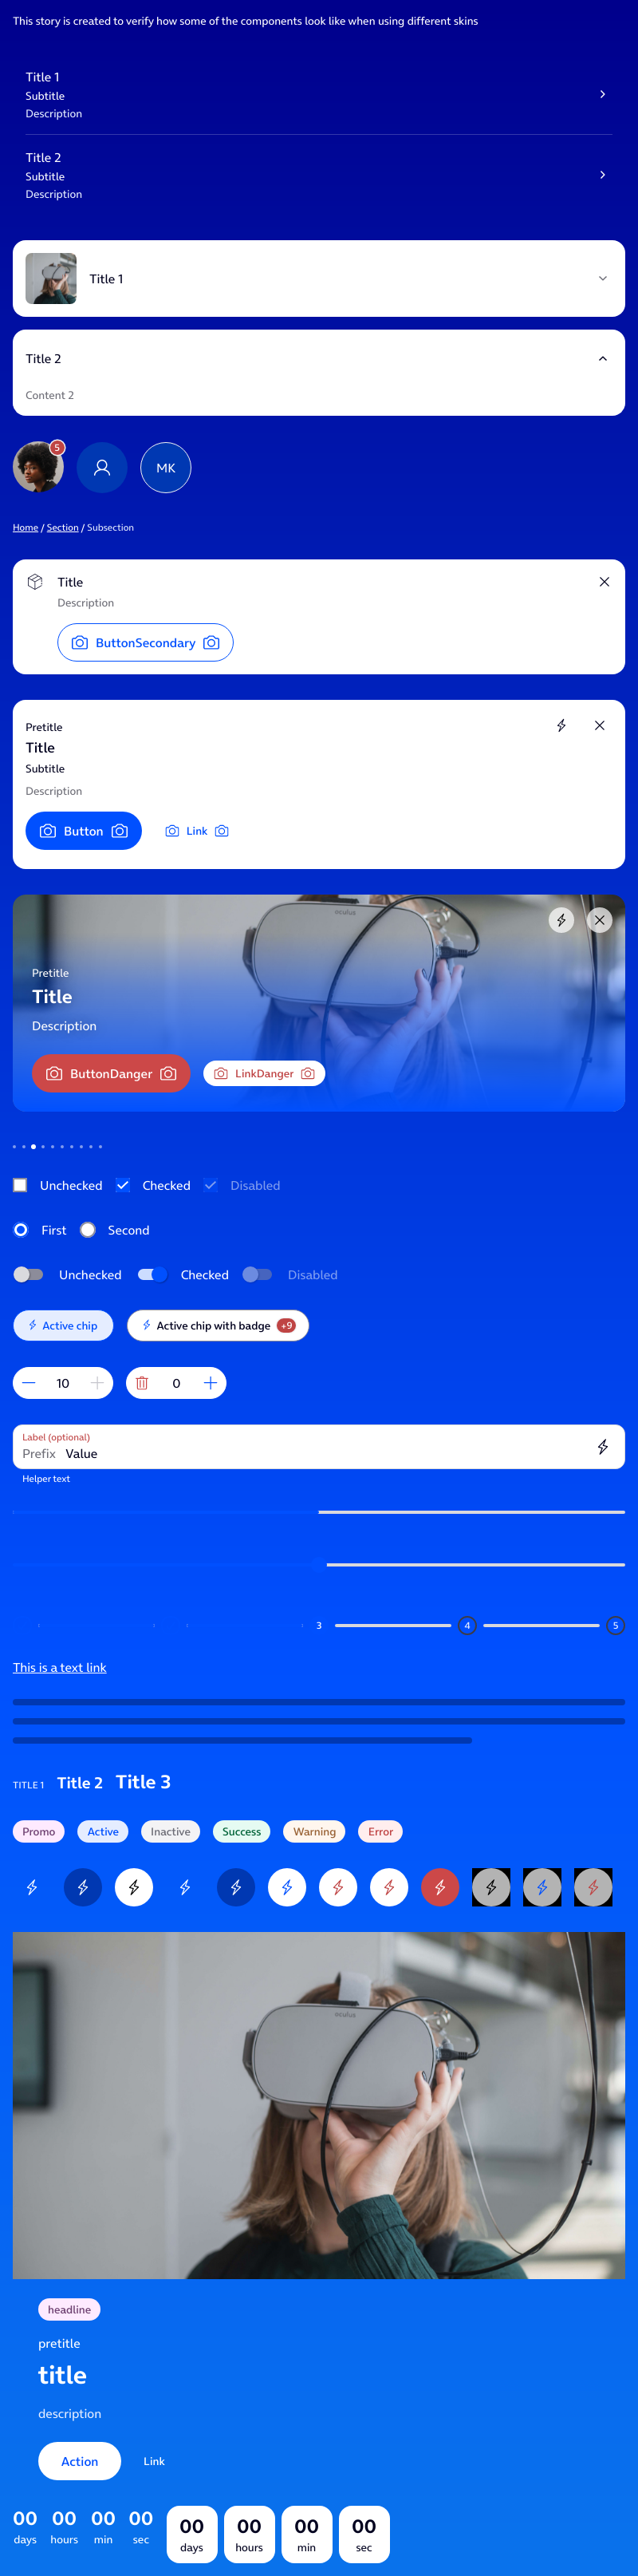 This story is created to verify how some of the components look like when using different skins
Title 1
Subtitle
Description
Title 2
Subtitle
Description
Title 1
Title 2
Content 2
5
MK
Home / Section / Subsection
Title
Description
ButtonSecondary
Pretitle
Title
Subtitle
Description
Button Link
oculus
Pretitle
Title
Description
ButtonDanger LinkDanger
Unchecked Checked Disabled
First Second
Unchecked Checked Disabled
Active chip Active chip with badge +9
10 0
Label (optional)
Prefix Value
Helper text
3 4 5
This is a text link
TITLE 1 Title 2 Title 3
Promo Active Inactive Success Warning Error
oculus
headline
pretitle
title
description
Action Link
00 00 00 00 00 00 00 00
days hours min sec days hours min sec